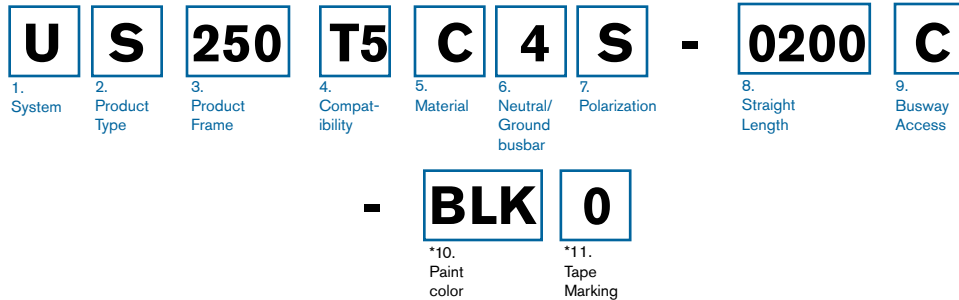 U S 250 T5 C 4 S - 0200 C
1. 2. 3. 4. 5. 6. 7. 8. 9.
System Product Product Compat- Material Neutral/ Polarization Straight Busway
Type Frame ibility Ground Length Access
busbar
- BLK 0
*10. *11.
Paint Tape
color Marking